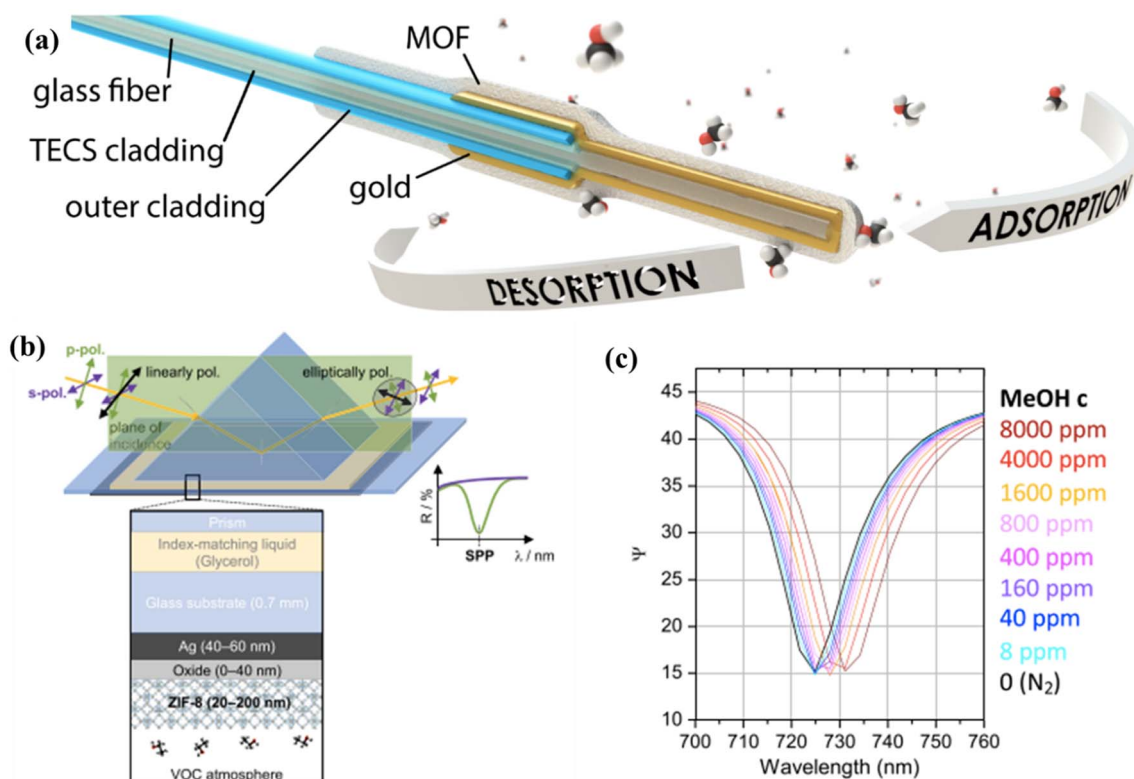 (a)
MOF
glass fiber
TECS cladding
outer cladding
gold
ADSORPTION
DESORPTION
(b)
p-pol.
s-pol.
linearly pol.
elliptically pol.
plane of
incidence
R / %
SPP
λ / nm
Prism
Index-matching liquid
(Glycerol)
Glass substrate (0.7 mm)
Ag (40–60 nm)
Oxide (0–40 nm)
ZIF-8 (20–200 nm)
VOC atmosphere
(c)
45
40
35
30
25
20
15
10
Ψ
700 710 720 730 740 750 760
Wavelength (nm)
MeOH c
8000 ppm
4000 ppm
1600 ppm
800 ppm
400 ppm
160 ppm
40 ppm
8 ppm
0 (N₂)